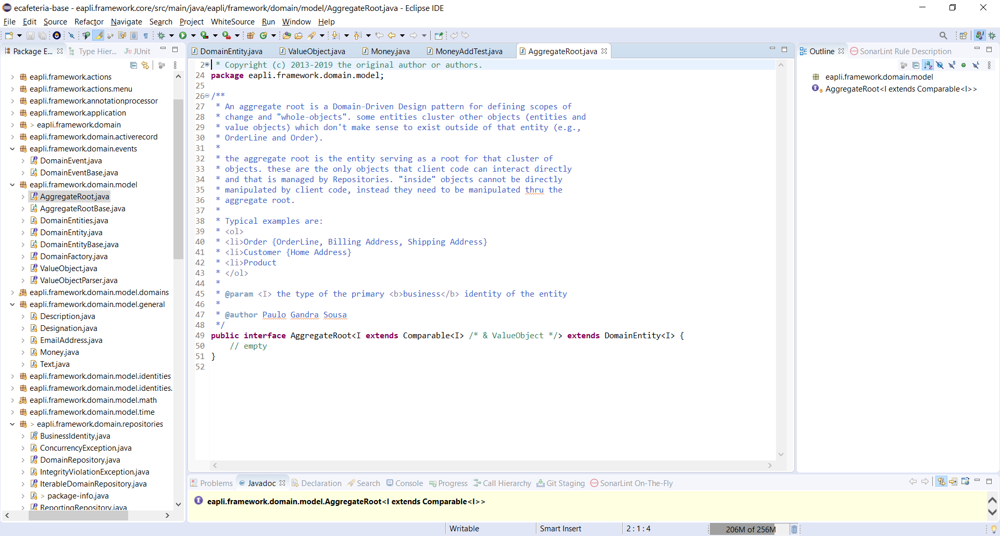 ecafeteria-base - eapli.framework.core/src/main/java/eapli/framework/domain/model/AggregateRoot.java - Eclipse IDE
File Edit Source Refactor Navigate Search Project WhiteSource Run Window Help
Package E... Type Hier... JUnit
eapli.framework.actions
eapli.framework.actions.menu
eapli.framework.annotationprocessor
eapli.framework.application
> eapli.framework.domain
eapli.framework.domain.activerecord
eapli.framework.domain.events
DomainEvent.java
DomainEventBase.java
eapli.framework.domain.model
AggregateRoot.java
AggregateRootBase.java
DomainEntities.java
DomainEntity.java
DomainEntityBase.java
DomainFactory.java
ValueObject.java
ValueObjectParser.java
eapli.framework.domain.model.domains
eapli.framework.domain.model.general
Description.java
Designation.java
EmailAddress.java
Money.java
Text.java
eapli.framework.domain.model.identities
eapli.framework.domain.model.identities.
eapli.framework.domain.model.math
eapli.framework.domain.model.time
> eapli.framework.domain.repositories
BusinessIdentity.java
ConcurrencyException.java
DomainRepository.java
IntegrityViolationException.java
IterableDomainRepository.java
> package-info.java
ReportingRepository.java
DomainEntity.java ValueObject.java Money.java MoneyAddTest.java AggregateRoot.java
2 * Copyright (c) 2013-2019 the original author or authors.
24 package eapli.framework.domain.model;
25
26 /**
27 * An aggregate root is a Domain-Driven Design pattern for defining scopes of
28 * change and "whole-objects". some entities cluster other objects (entities and
29 * value objects) which don't make sense to exist outside of that entity (e.g.,
30 * OrderLine and Order).
31 *
32 * the aggregate root is the entity serving as a root for that cluster of
33 * objects. these are the only objects that client code can interact directly
34 * and that is managed by Repositories. "inside" objects cannot be directly
35 * manipulated by client code, instead they need to be manipulated thru the
36 * aggregate root.
37 *
38 * Typical examples are:
39 * <ol>
40 * <li>Order {OrderLine, Billing Address, Shipping Address}
41 * <li>Customer {Home Address}
42 * <li>Product
43 * </ol>
44 *
45 * @param <I> the type of the primary <b>business</b> identity of the entity
46 *
47 * @author Paulo Gandra Sousa
48 */
49 public interface AggregateRoot<I extends Comparable<I> /* & ValueObject */> extends DomainEntity<I> {
50 // empty
51 }
52
Outline SonarLint Rule Description
eapli.framework.domain.model
AggregateRoot<I extends Comparable<I>>
Problems @ Javadoc Declaration Search Console Progress Call Hierarchy Git Staging SonarLint On-The-Fly
eapli.framework.domain.model.AggregateRoot<I extends Comparable<I>>
Writable Smart Insert 2 : 1 : 4 206M of 256M